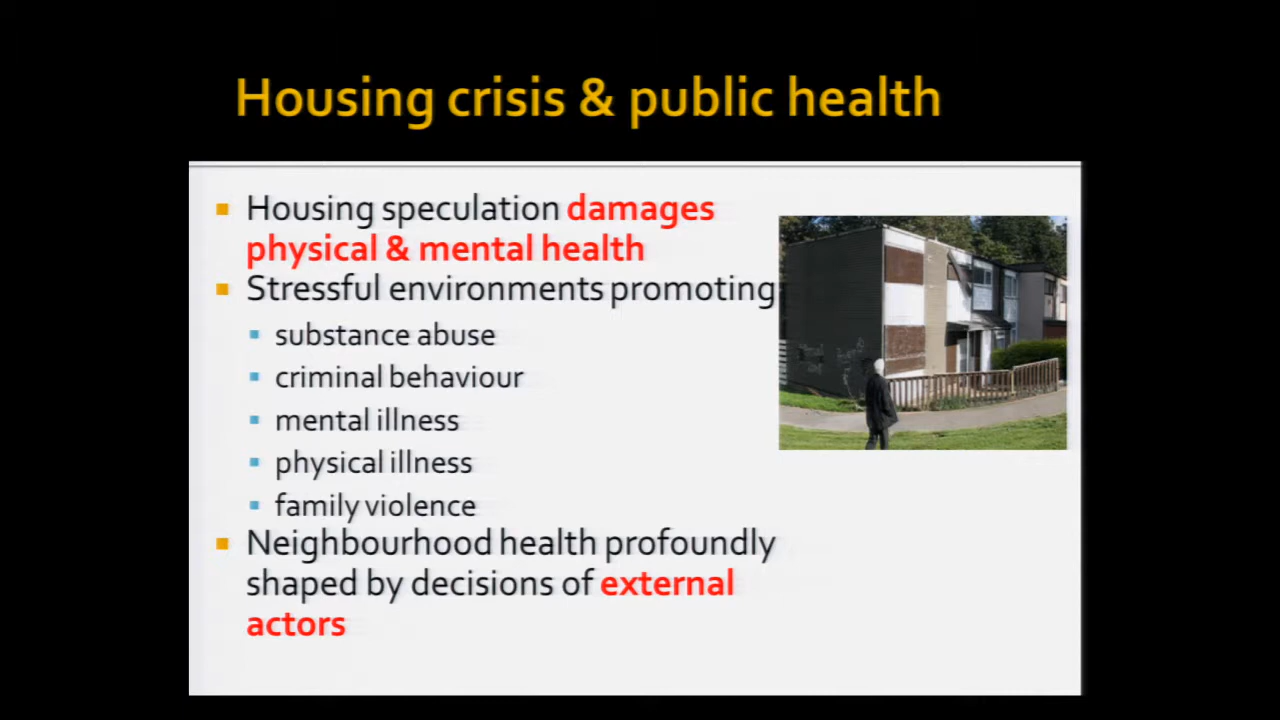 Housing crisis & public health
Housing speculation damages
physical & mental health
Stressful environments promoting
substance abuse
criminal behaviour
mental illness
physical illness
family violence
Neighbourhood health profoundly
shaped by decisions of external
actors